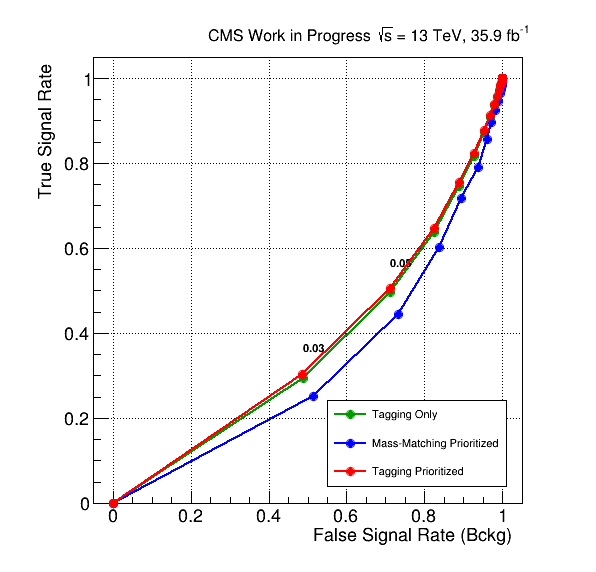 CMS Work in Progress √s = 13 TeV, 35.9 fb⁻¹
True Signal Rate
1
0.8
0.6
0.4
0.2
0
0.05
0.03
Tagging Only
Mass-Matching Prioritized
Tagging Prioritized
0 0.2 0.4 0.6 0.8 1
False Signal Rate (Bckg)